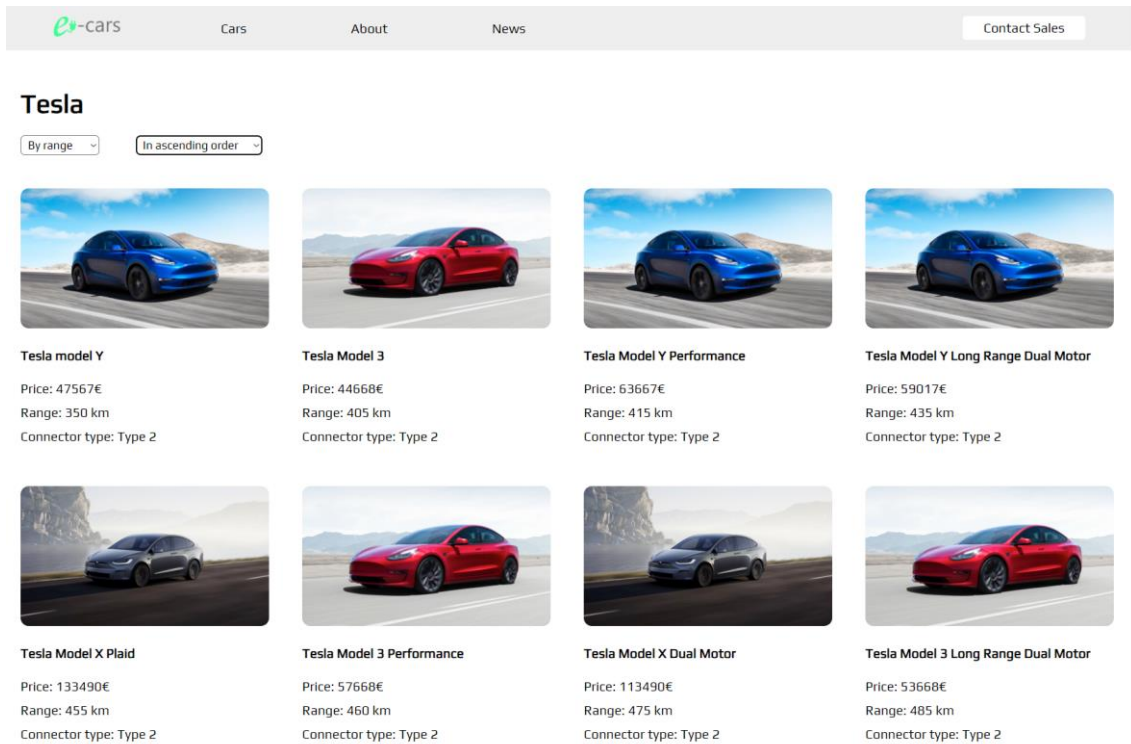 e-cars
Cars
About
News
Contact Sales
Tesla
By range
In ascending order
Tesla model Y
Price: 47567€
Range: 350 km
Connector type: Type 2
Tesla Model 3
Price: 44668€
Range: 405 km
Connector type: Type 2
Tesla Model Y Performance
Price: 63667€
Range: 415 km
Connector type: Type 2
Tesla Model Y Long Range Dual Motor
Price: 59017€
Range: 435 km
Connector type: Type 2
Tesla Model X Plaid
Price: 133490€
Range: 455 km
Connector type: Type 2
Tesla Model 3 Performance
Price: 57668€
Range: 460 km
Connector type: Type 2
Tesla Model X Dual Motor
Price: 113490€
Range: 475 km
Connector type: Type 2
Tesla Model 3 Long Range Dual Motor
Price: 53668€
Range: 485 km
Connector type: Type 2